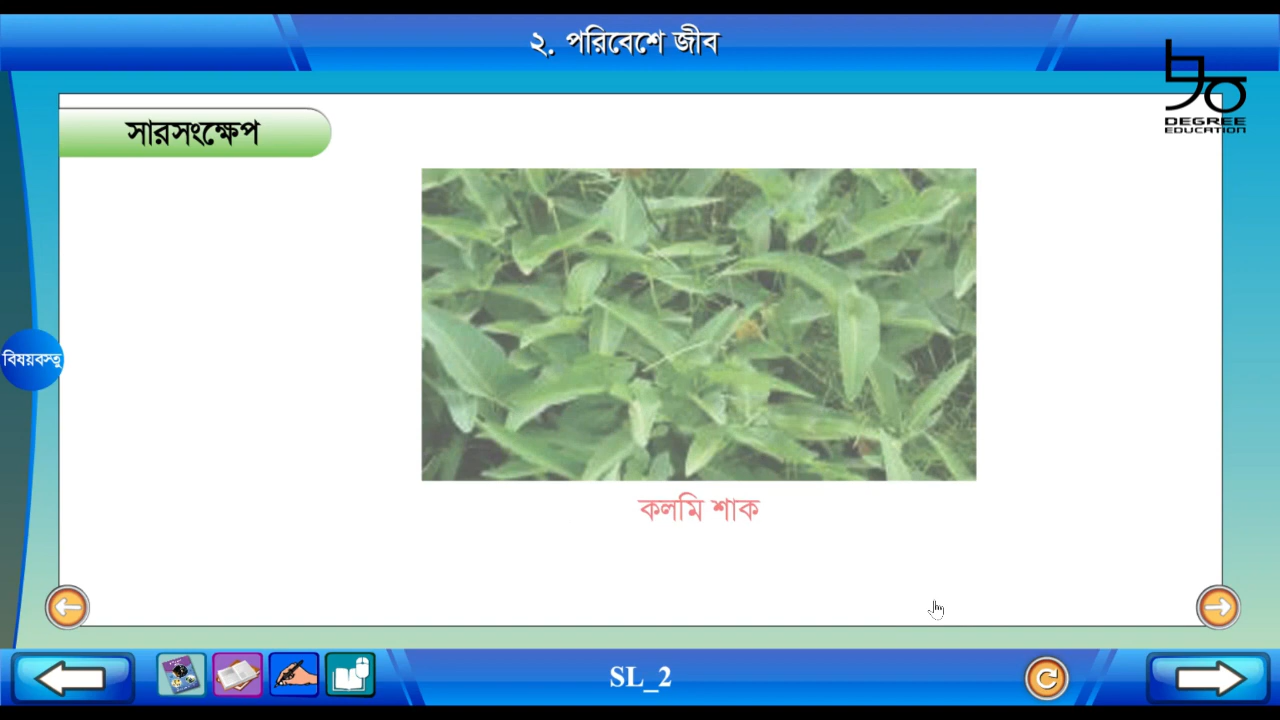 ২. পরিবেশে জীব
DEGREE
EDUCATION
সারসংক্ষেপ
বিষয়বস্তু
কলমি শাক
SL_2